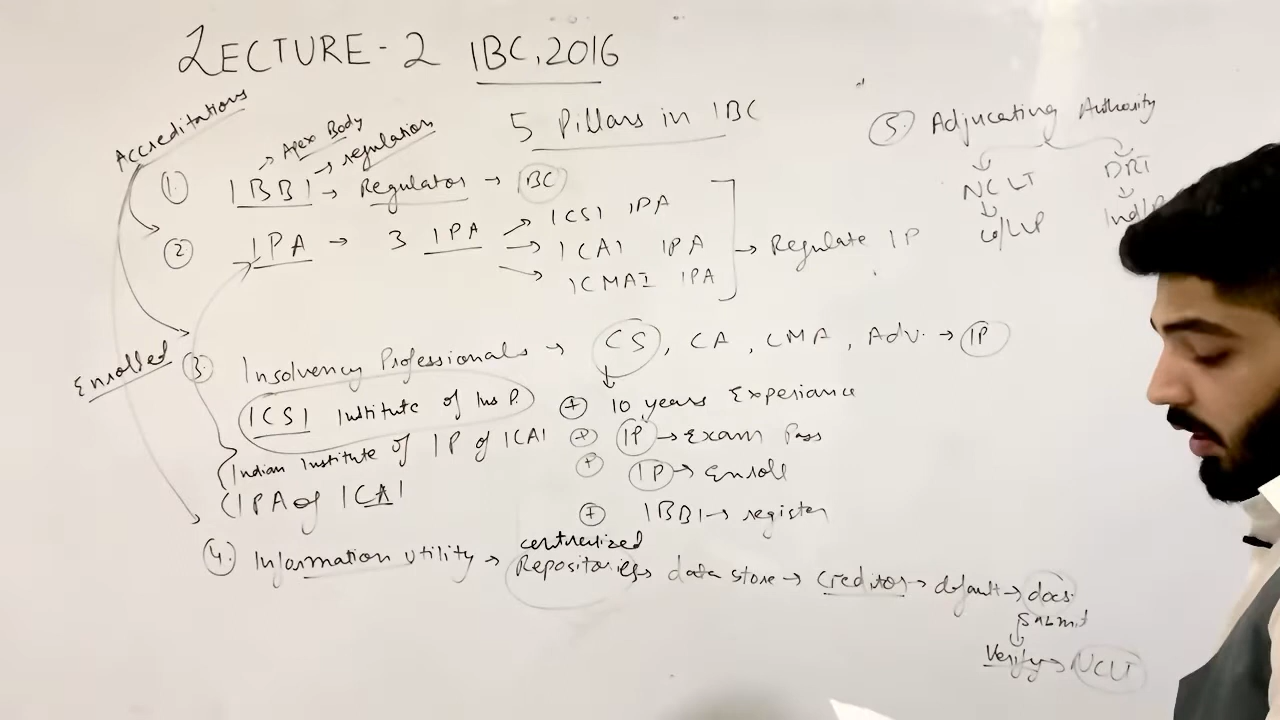 LECTURE-2 IBC, 2016
Accreditations
5 Pillars in IBC
→ Apex Body
→ regulation
1. IBBI → Regulator → BC
2 IPA → 3 IPA → ICSI IPA
→ ICAI IPA
→ ICMAI IPA
→ Regulate IP
Enrolled
3. Insolvency Professionals → CS, CA, CMA, Adv. → IP
ICSI Institute of Ins P.
Indian Institute of IP of ICAI
IPA of ICAI
+ 10 years Experiance
+ IP → Exam Pass
+ IP → enroll
+ IBBI → register
4. Information utility → centralized Repositories → data store → creditor → default → docs.
Submit
Verify → NCLT
5. Adjucating Authority
NCLT DRT
Co/LLP